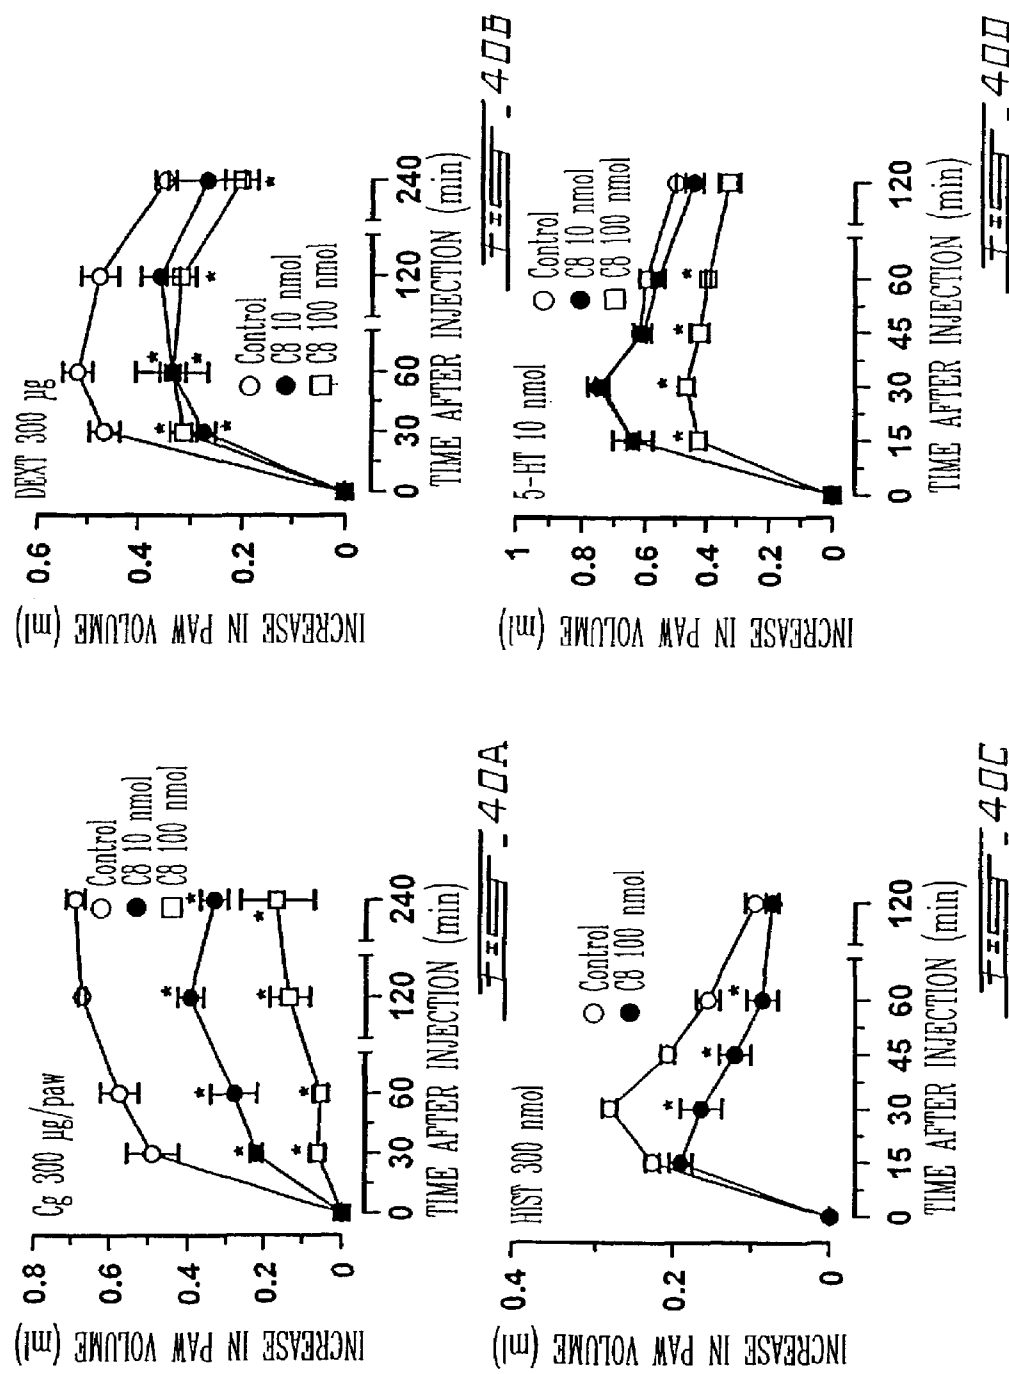 Cg 300 µg/paw
INCREASE IN PAW VOLUME (ml)
0.8
0.6
0.4
0.2
0
Control
C8 10 nmol
C8 100 nmol
*
*
*
*
*
*
*
*
0 30 60 120 240
TIME AFTER INJECTION (min)
40A
DEXT 300 µg
INCREASE IN PAW VOLUME (ml)
0.6
0.4
0.2
0
*
*
*
*
*
*
Control
C8 10 nmol
C8 100 nmol
0 30 60 120 240
TIME AFTER INJECTION (min)
40B
HIST 300 nmol
INCREASE IN PAW VOLUME (ml)
0.4
0.2
0
Control
C8 100 nmol
*
*
*
0 15 30 45 60 120
TIME AFTER INJECTION (min)
40C
5-HT 10 nmol
INCREASE IN PAW VOLUME (ml)
1
0.8
0.6
0.4
0.2
0
Control
C8 10 nmol
C8 100 nmol
*
*
*
*
0 15 30 45 60 120
TIME AFTER INJECTION (min)
40D